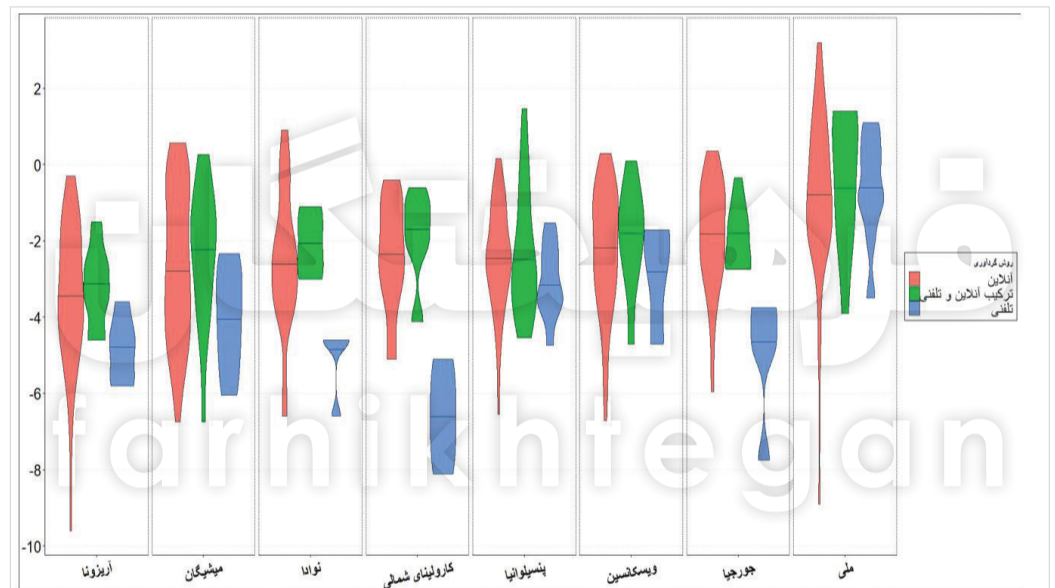 2
0
-2
-4
-6
-8
-10
آریزونا
میشیگان
نوادا
کارولینای شمالی
پنسیلوانیا
ویسکانسین
جورجیا
ملی
روش گردآوری
آنلاین
ترکیب آنلاین و تلفنی
تلفنی
فرهیختگان
farhikhtegan